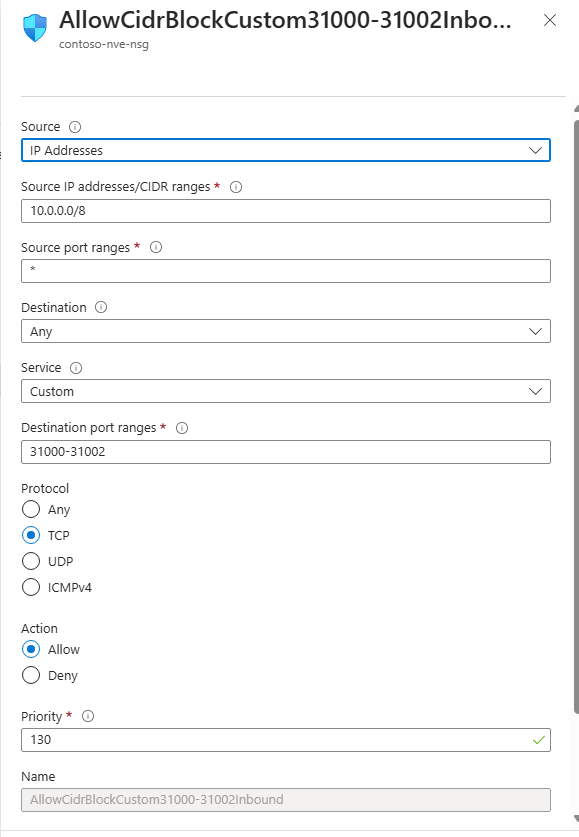 AllowCidrBlockCustom31000-31002Inbo...
contoso-nve-nsg
Source
IP Addresses
Source IP addresses/CIDR ranges *
10.0.0.0/8
Source port ranges *
*
Destination
Any
Service
Custom
Destination port ranges *
31000-31002
Protocol
Any
TCP
UDP
ICMPv4
Action
Allow
Deny
Priority *
130
Name
AllowCidrBlockCustom31000-31002Inbound